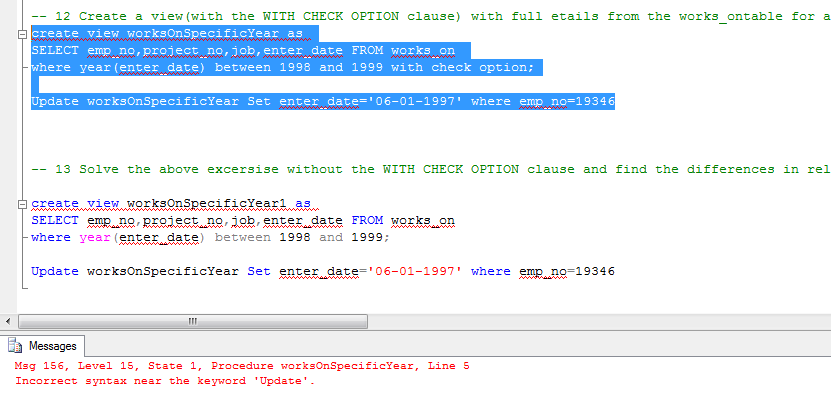 -- 12 Create a view(with the WITH CHECK OPTION clause) with full etails from the works_ontable for a
create view worksOnSpecificYear as
SELECT emp_no,project_no,job,enter_date FROM works_on
where year(enter_date) between 1998 and 1999 with check option;
Update worksOnSpecificYear Set enter_date='06-01-1997' where emp_no=19346
-- 13 Solve the above excersise without the WITH CHECK OPTION clause and find the differences in rel
create view worksOnSpecificYear1 as
SELECT emp_no,project_no,job,enter_date FROM works_on
where year(enter_date) between 1998 and 1999;
Update worksOnSpecificYear Set enter_date='06-01-1997' where emp_no=19346
Messages
Msg 156, Level 15, State 1, Procedure worksOnSpecificYear, Line 5
Incorrect syntax near the keyword 'Update'.